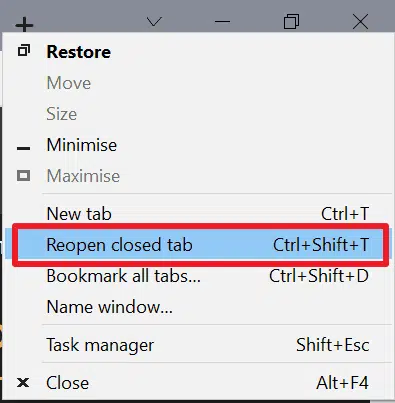 Restore
Move
Size
Minimise
Maximise
New tab Ctrl+T
Reopen closed tab Ctrl+Shift+T
Bookmark all tabs... Ctrl+Shift+D
Name window...
Task manager Shift+Esc
Close Alt+F4